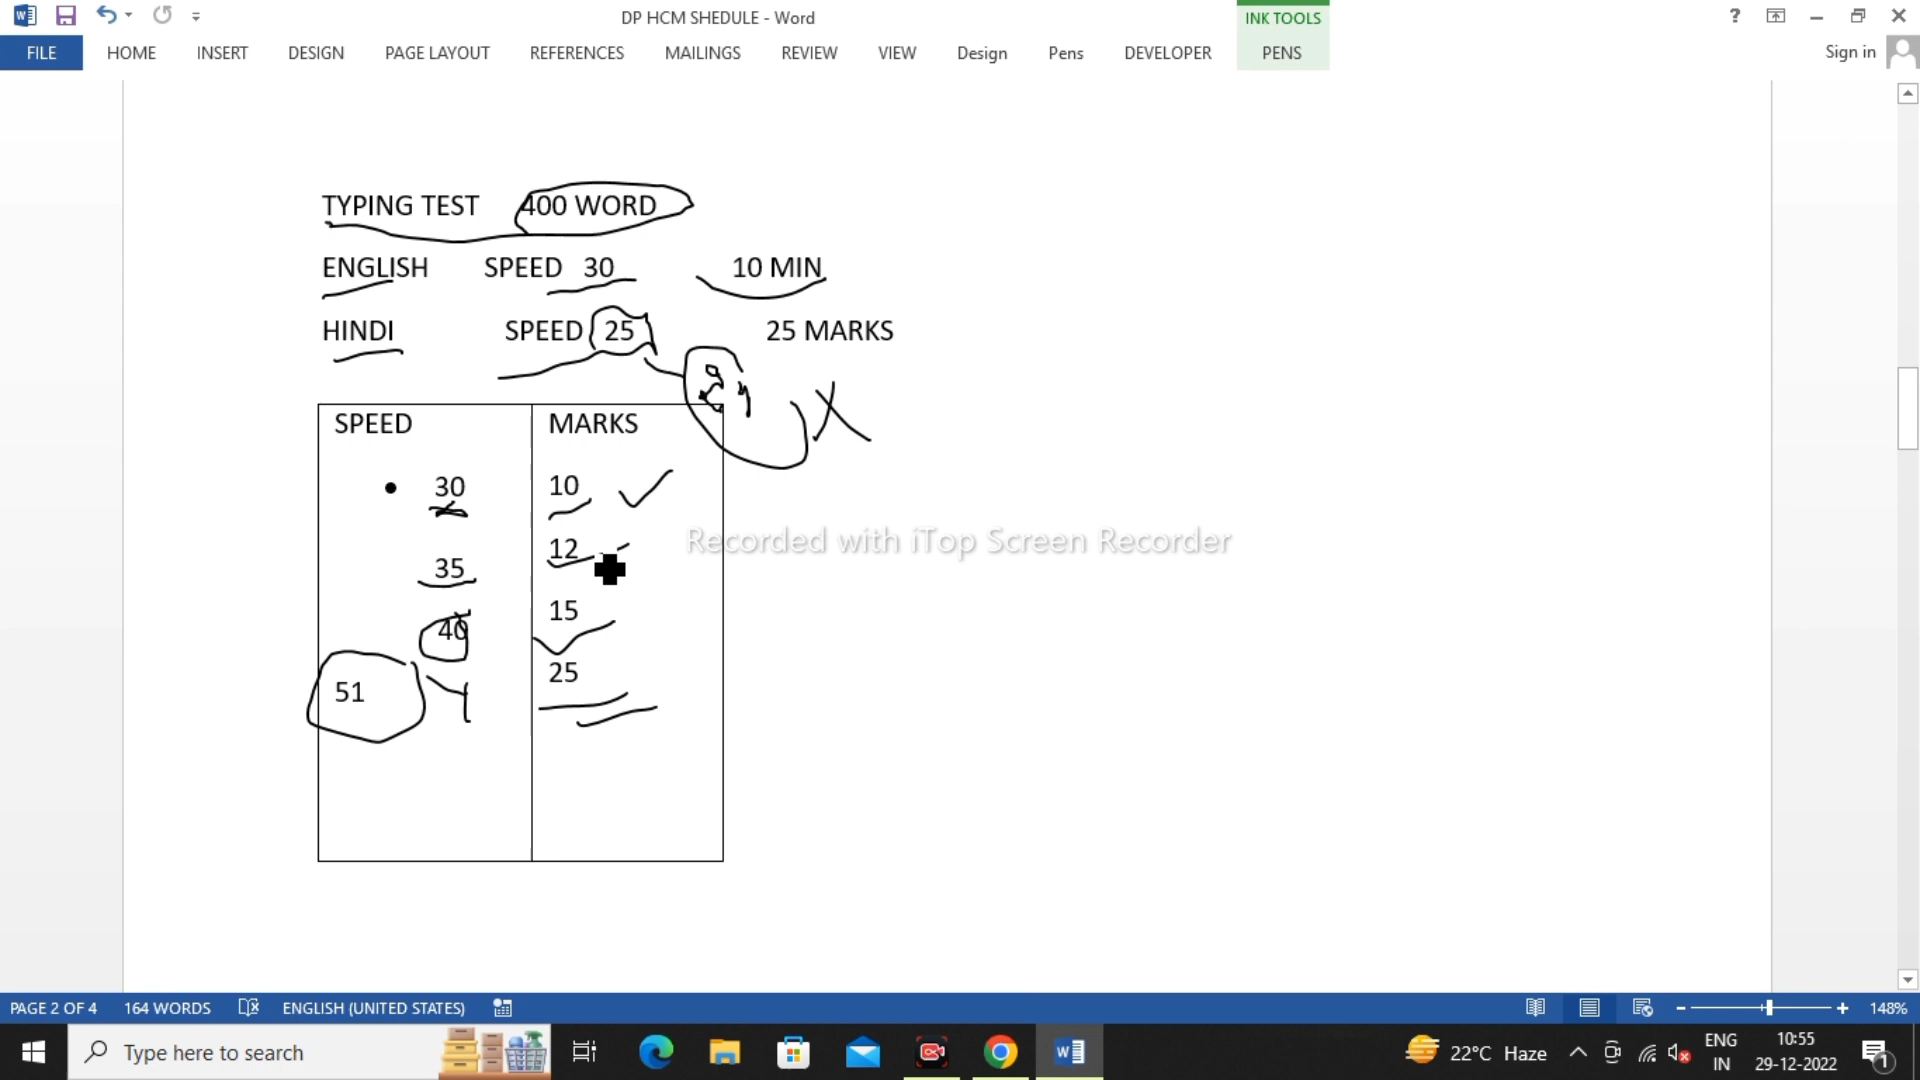 DP HCM SHEDULE - Word
INK TOOLS
?
FILE HOME INSERT DESIGN PAGE LAYOUT REFERENCES MAILINGS REVIEW VIEW Design Pens DEVELOPER PENS Sign in
TYPING TEST 400 WORD
ENGLISH SPEED 30 10 MIN
HINDI SPEED 25 25 MARKS
SPEED MARKS
30 10
35 12
40 15
51 25
Recorded with iTop Screen Recorder
PAGE 2 OF 4 164 WORDS ENGLISH (UNITED STATES) 148%
Type here to search
22°C Haze
ENG
IN
10:55
29-12-2022
1